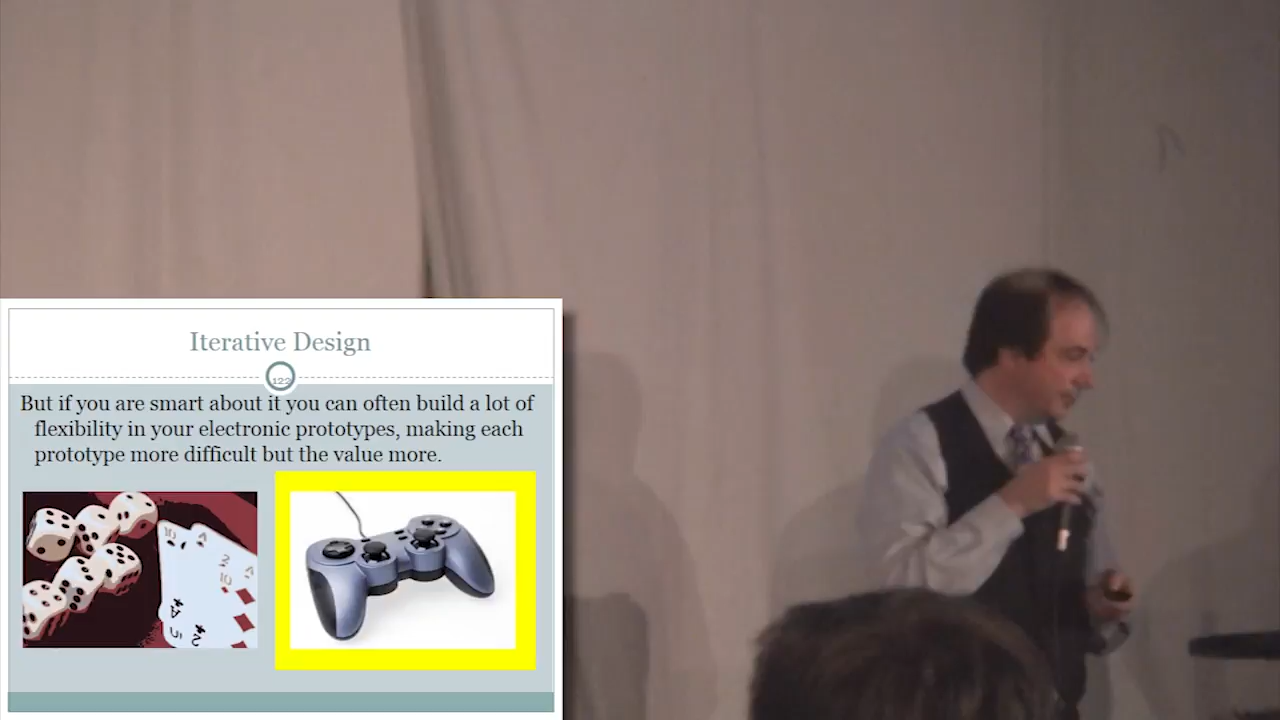 Iterative Design
122
But if you are smart about it you can often build a lot of
flexibility in your electronic prototypes, making each
prototype more difficult but the value more.